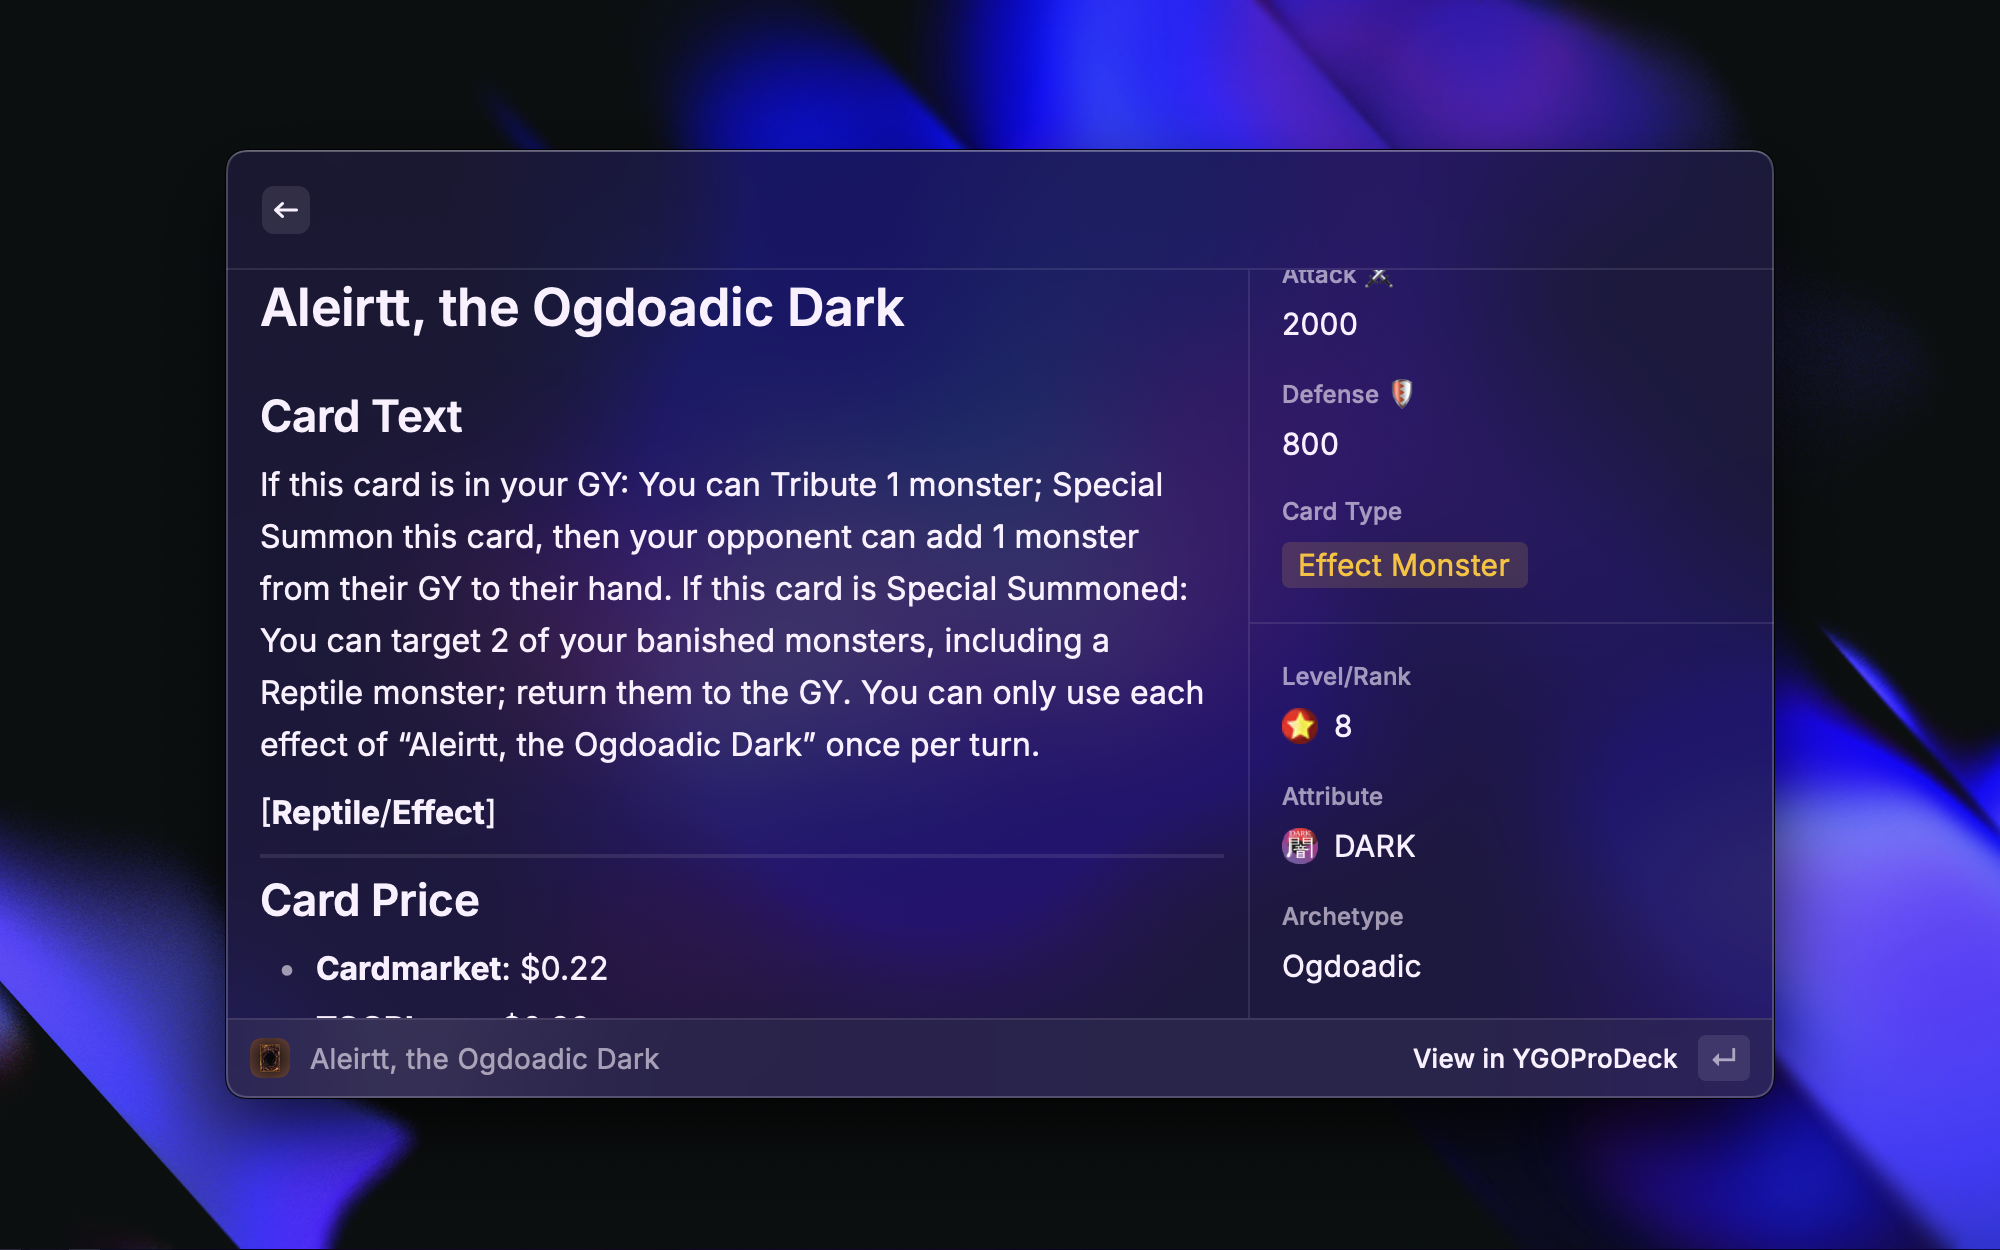 Aleirtt, the Ogdoadic Dark
Card Text
If this card is in your GY: You can Tribute 1 monster; Special
Summon this card, then your opponent can add 1 monster
from their GY to their hand. If this card is Special Summoned:
You can target 2 of your banished monsters, including a
Reptile monster; return them to the GY. You can only use each
effect of “Aleirtt, the Ogdoadic Dark” once per turn.
[Reptile/Effect]
Card Price
Cardmarket: $0.22
Attack
2000
Defense
800
Card Type
Effect Monster
Level/Rank
8
Attribute
闇 DARK
Archetype
Ogdoadic
Aleirtt, the Ogdoadic Dark
View in YGOProDeck